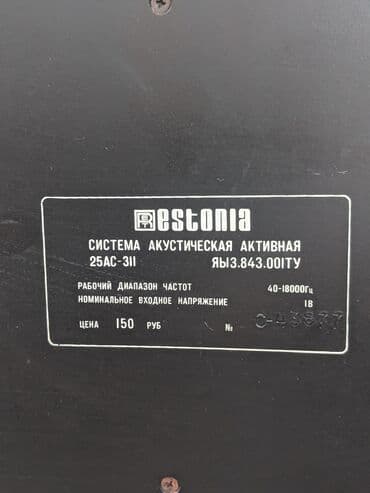 estonia
СИСТЕМА АКУСТИЧЕСКАЯ АКТИВНАЯ
25АС-311 ЯЫ3.843.001ТУ
РАБОЧИЙ ДИАПАЗОН ЧАСТОТ 40-18000Гц
НОМИНАЛЬНОЕ ВХОДНОЕ НАПРЯЖЕНИЕ 1В
ЦЕНА 150 РУБ №